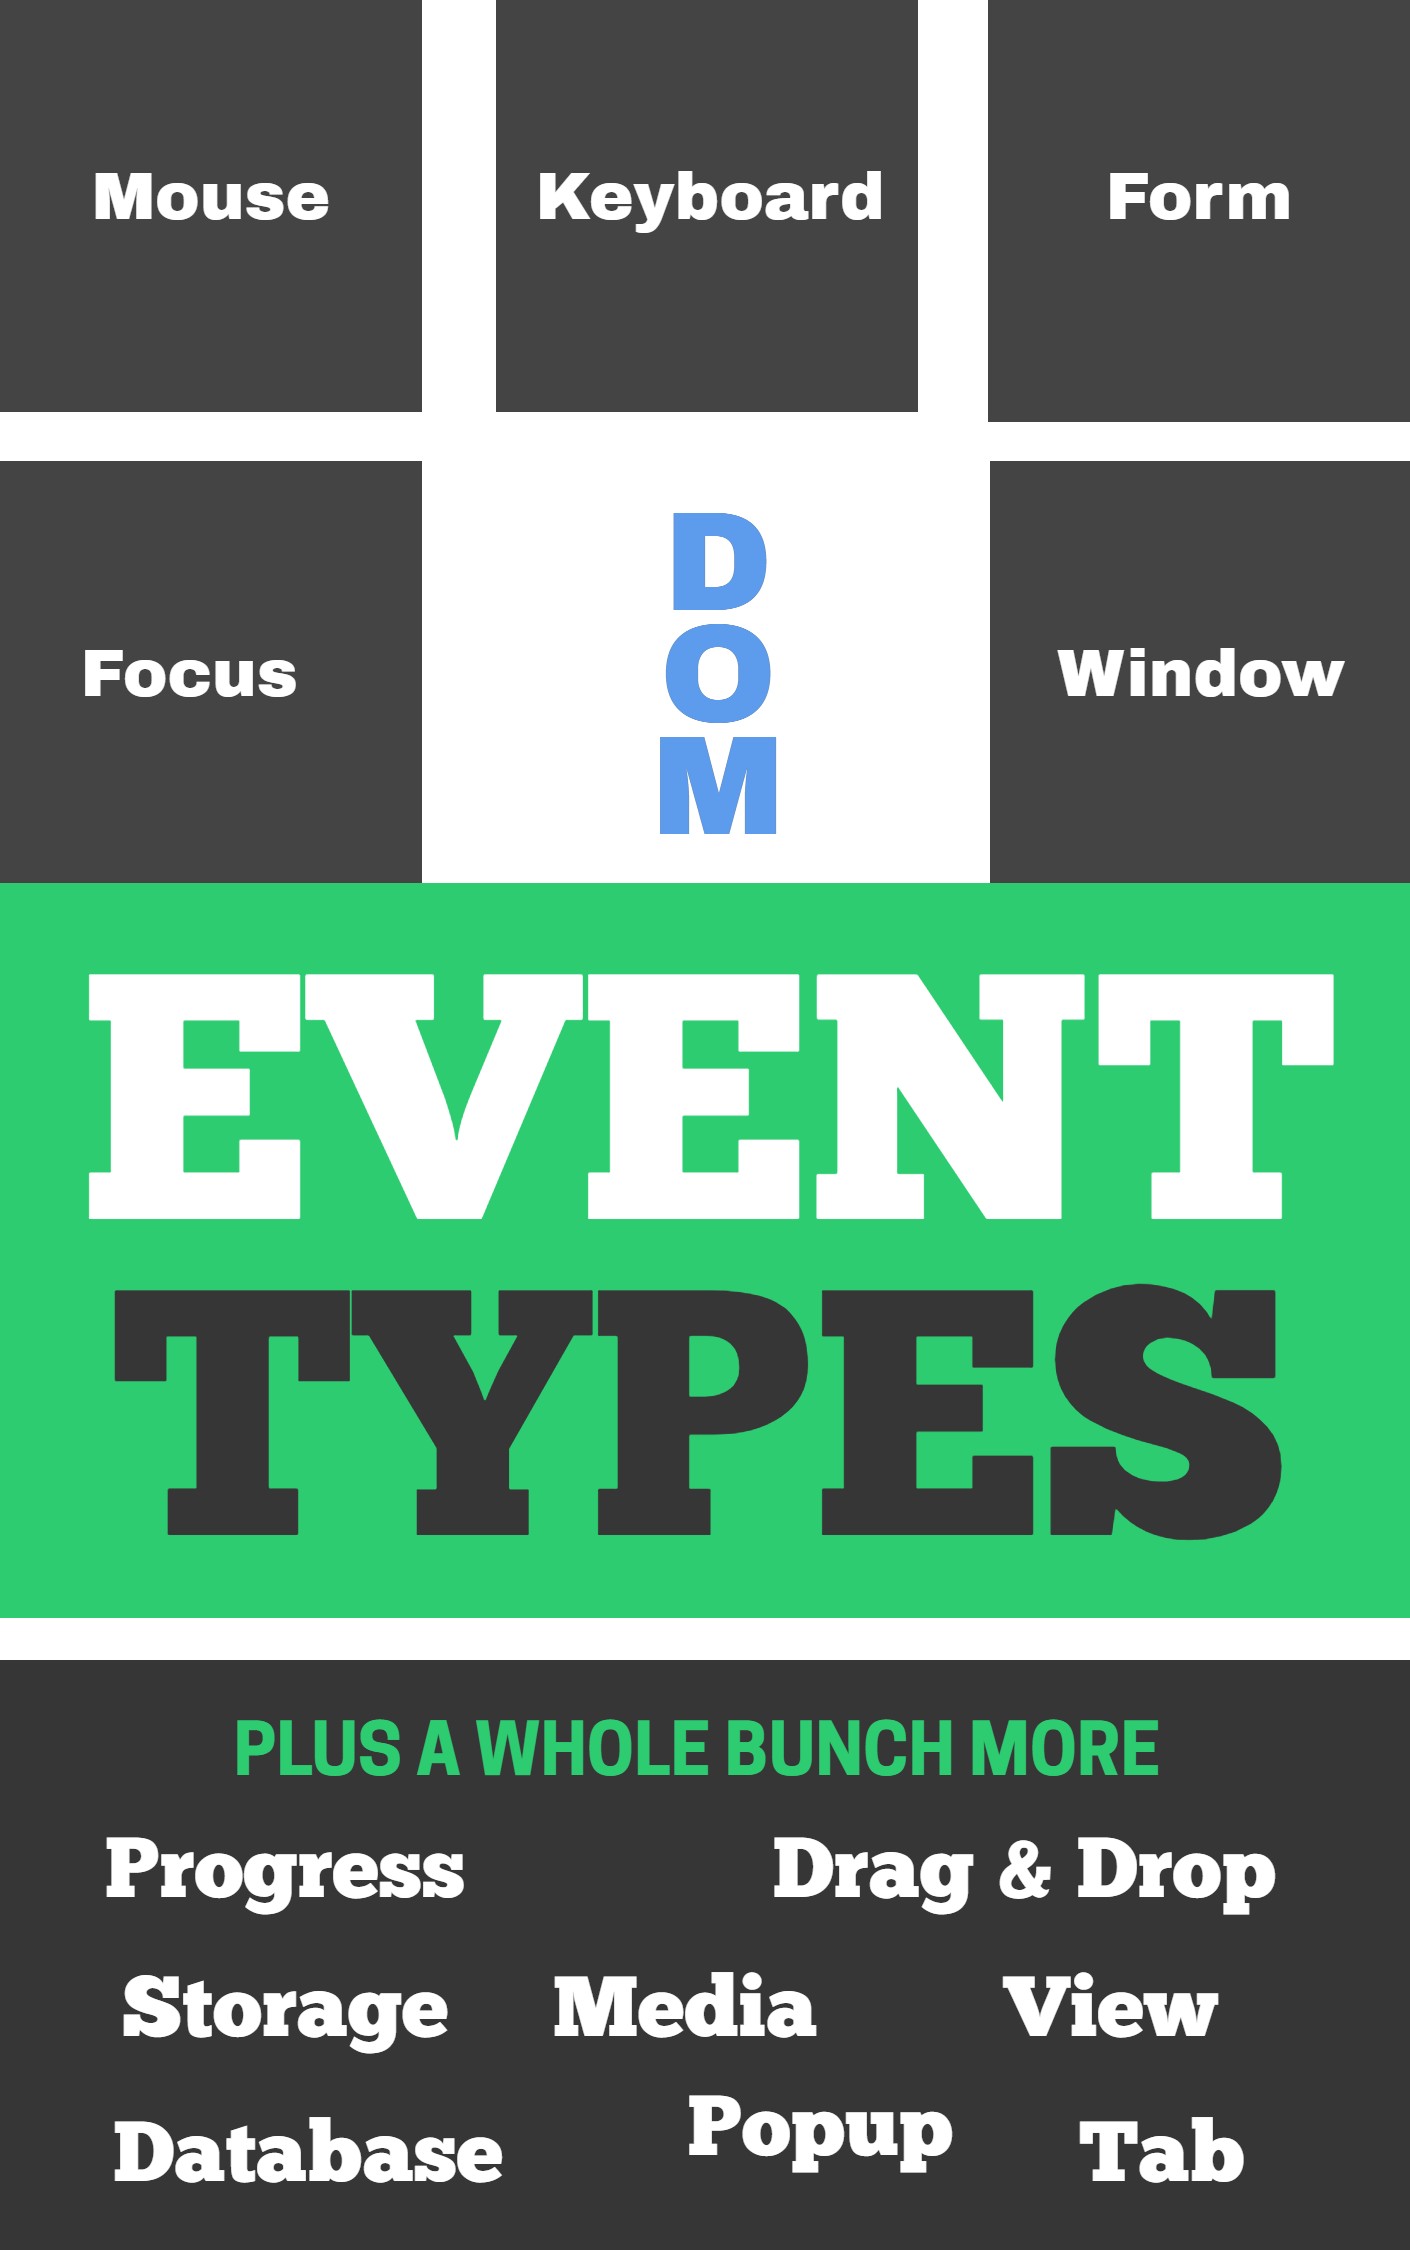 Mouse Keyboard Form
Focus
D
O
M
Window
EVENT
TYPES
PLUS A WHOLE BUNCH MORE
Progress Drag & Drop
Storage Media View
Database Popup Tab